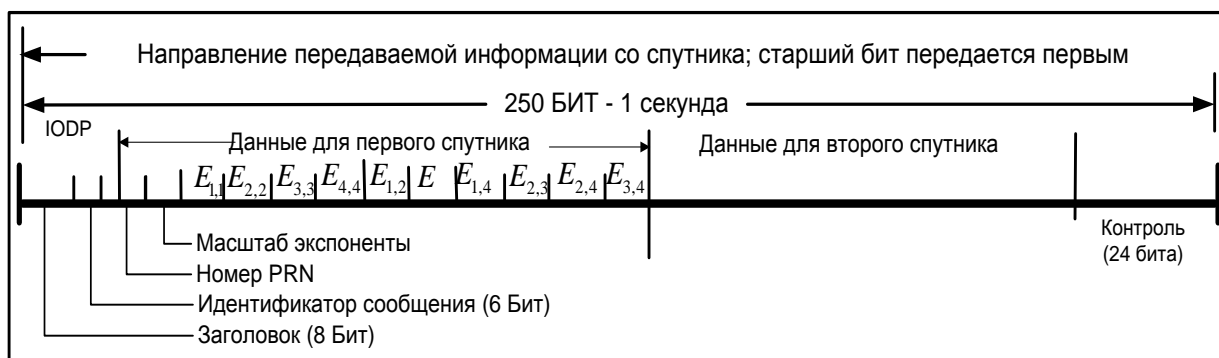 Направление передаваемой информации со спутника; старший бит передается первым
250 БИТ - 1 секунда
IODP
Данные для первого спутника
Данные для второго спутника
E1,1 E2,2 E3,3 E4,4 E1,2 E E1,4 E2,3 E2,4 E3,4
Масштаб экспоненты
Номер PRN
Идентификатор сообщения (6 Бит)
Заголовок (8 Бит)
Контроль
(24 бита)